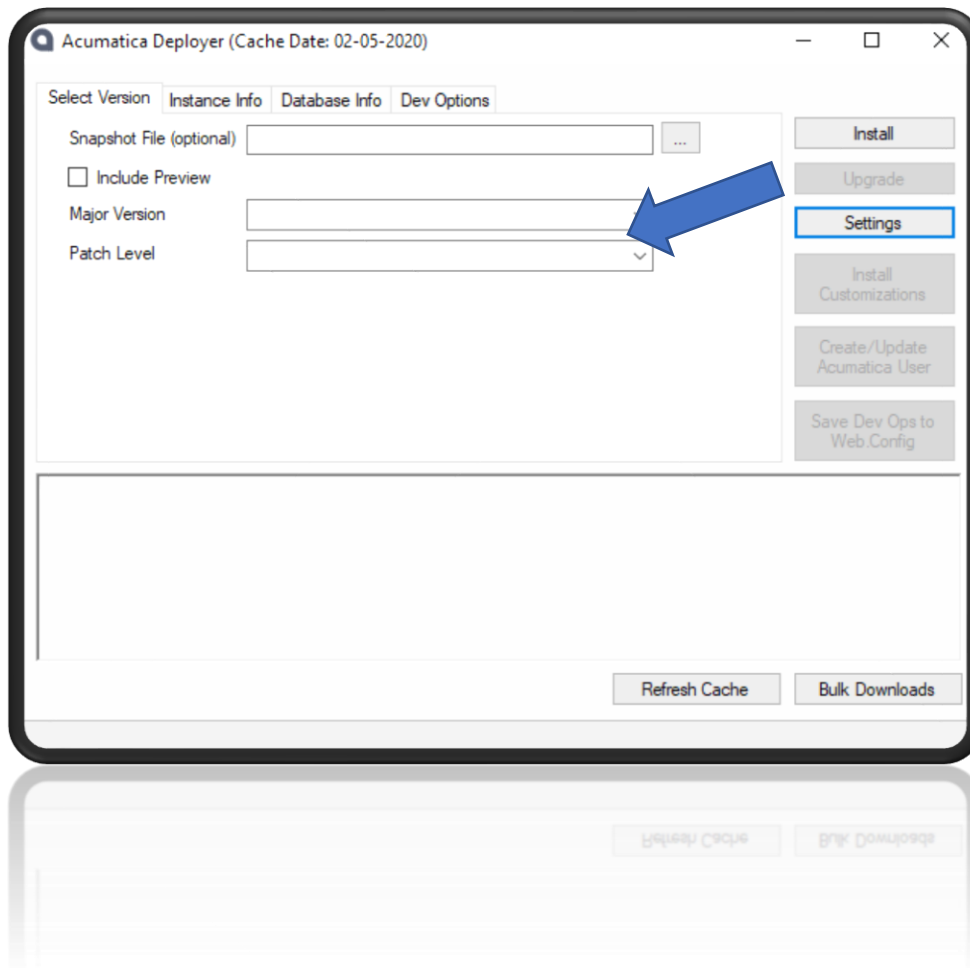 Acumatica Deployer (Cache Date: 02-05-2020)
Select Version Instance Info Database Info Dev Options
Snapshot File (optional) ... Install
Include Preview Upgrade
Major Version Settings
Patch Level
Install
Customizations
Create/Update
Acumatica User
Save Dev Ops to
Web.Config
Refresh Cache Bulk Downloads